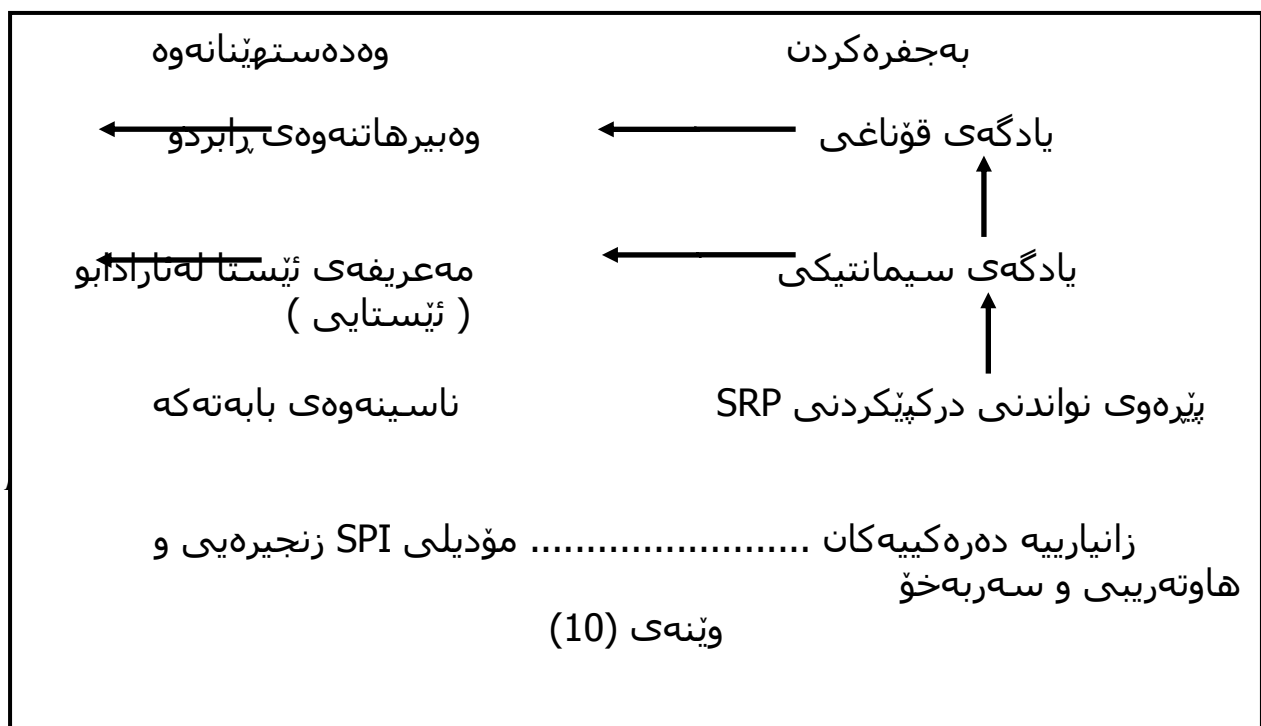 بەجفرەکردن وەدەستهێنانەوە
یادگەی قۆناغی وەبیرهاتنەوەی ڕابردو
یادگەی سیمانتیکی مەعریفەی ئێستا لەئارادابو
( ئێستایی )
پێڕەوی نواندنی درکپێکردنی SRP ناسینەوەی بابەتەکە
زانیارییە دەرەکییەکان ......................... مۆدیلی SPI زنجیرەیی و
هاوتەریبی و سەربەخۆ
وێنەی (10)